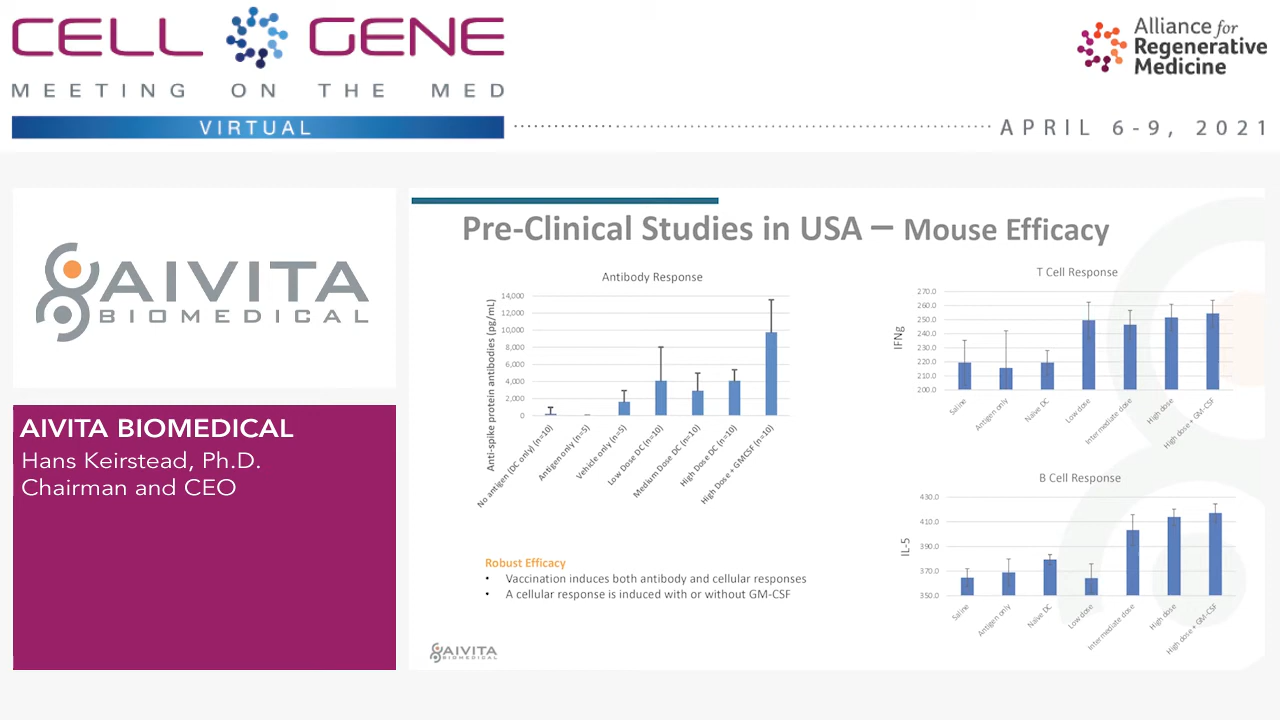 CELL GENE
MEETING ON THE MED
VIRTUAL
APRIL 6-9, 2021
Alliance for
Regenerative
Medicine
AIVITA
BIOMEDICAL
AIVITA BIOMEDICAL
Hans Keirstead, Ph.D.
Chairman and CEO
Pre-Clinical Studies in USA – Mouse Efficacy
Antibody Response
Anti-spike protein antibodies (pg/mL)
14,000
12,000
10,000
8,000
6,000
4,000
2,000
0
No antigen (DC only) (n=10)
Antigen only (n=5)
Vehicle only (n=5)
Low Dose DC (n=10)
Medium Dose DC (n=10)
High Dose DC (n=10)
High Dose + GMCSF (n=10)
Robust Efficacy
• Vaccination induces both antibody and cellular responses
• A cellular response is induced with or without GM-CSF
T Cell Response
IFNg
270.0
260.0
250.0
240.0
230.0
220.0
210.0
200.0
Saline
Antigen only
Naïve DC
Low dose
Intermediate dose
High dose
High dose + GM-CSF
B Cell Response
IL-5
430.0
410.0
390.0
370.0
350.0
Saline
Antigen only
Naïve DC
Low dose
Intermediate dose
High dose
High dose + GM-CSF
AIVITA
BIOMEDICAL